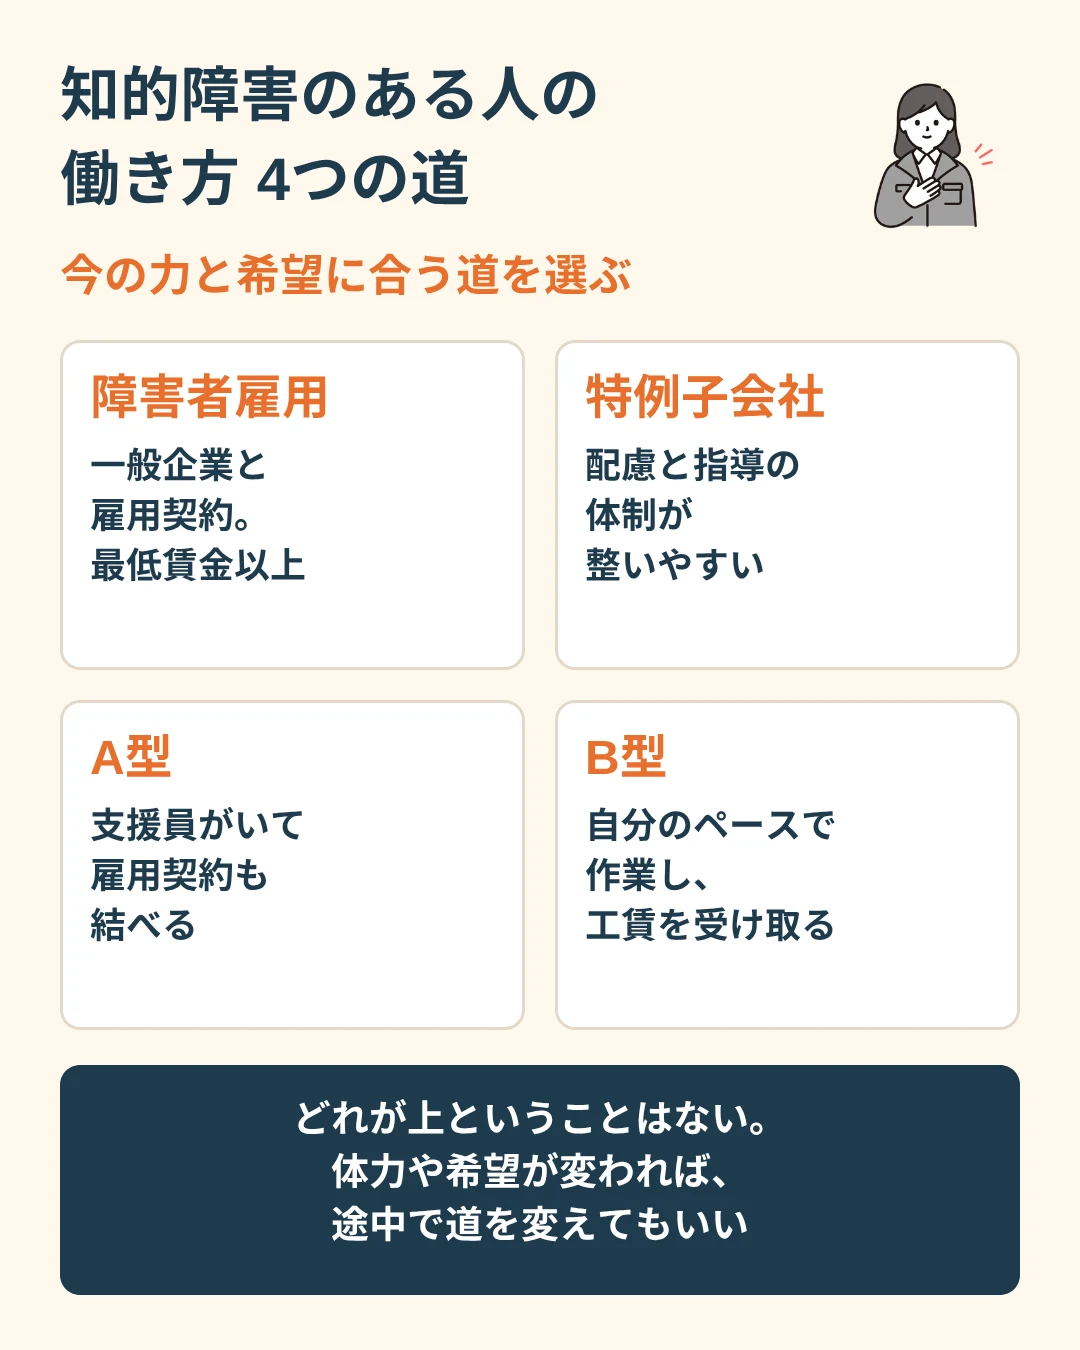 知的障害のある人の
働き方 4つの道
今の力と希望に合う道を選ぶ
障害者雇用
一般企業と
雇用契約。
最低賃金以上
特例子会社
配慮と指導の
体制が
整いやすい
A型
支援員がいて
雇用契約も
結べる
B型
自分のペースで
作業し、
工賃を受け取る
どれが上ということはない。
体力や希望が変われば、
途中で道を変えてもいい